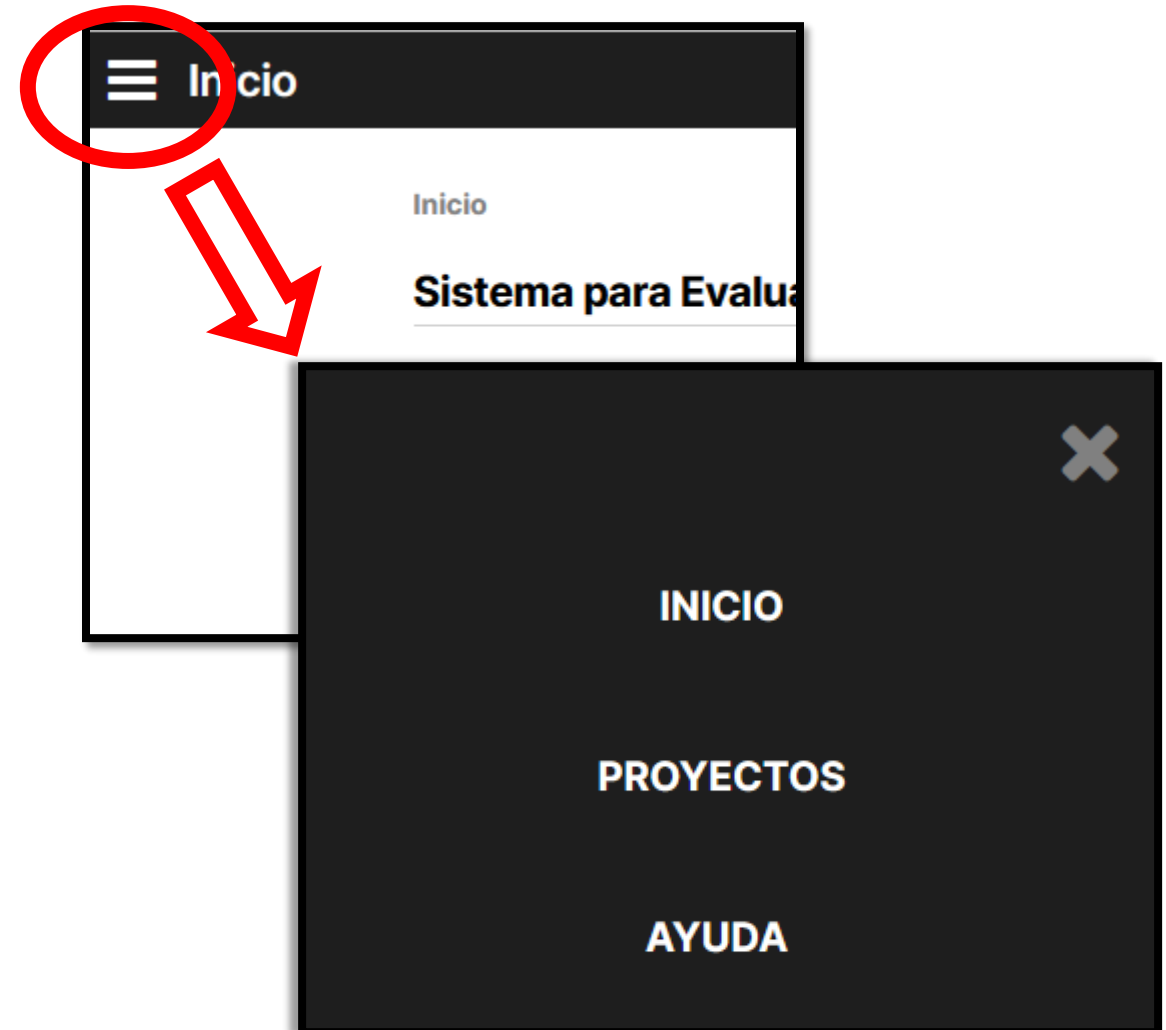 Inicio
Inicio
Sistema para Evalua
INICIO
PROYECTOS
AYUDA